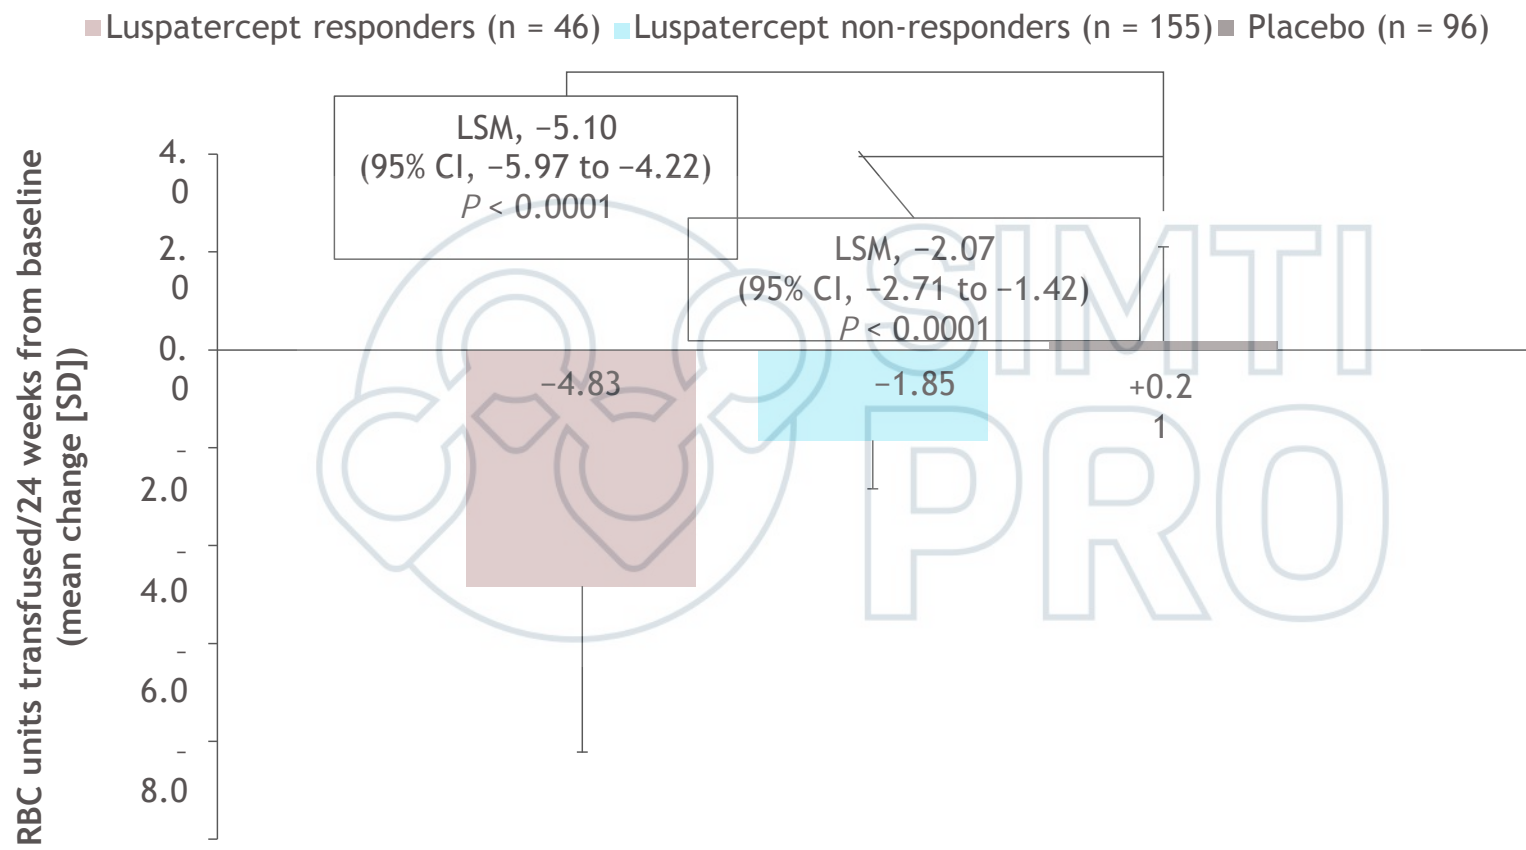 Luspatercept responders (n = 46) Luspatercept non-responders (n = 155) Placebo (n = 96)
LSM, −5.10
(95% CI, −5.97 to −4.22)
P < 0.0001
LSM, −2.07
(95% CI, −2.71 to −1.42)
P < 0.0001
RBC units transfused/24 weeks from baseline
(mean change [SD])
4.
0
2.
0
0.
0
–
2.0
–
4.0
–
6.0
–
8.0
−4.83
−1.85
+0.2
1
SIMTI
PRO